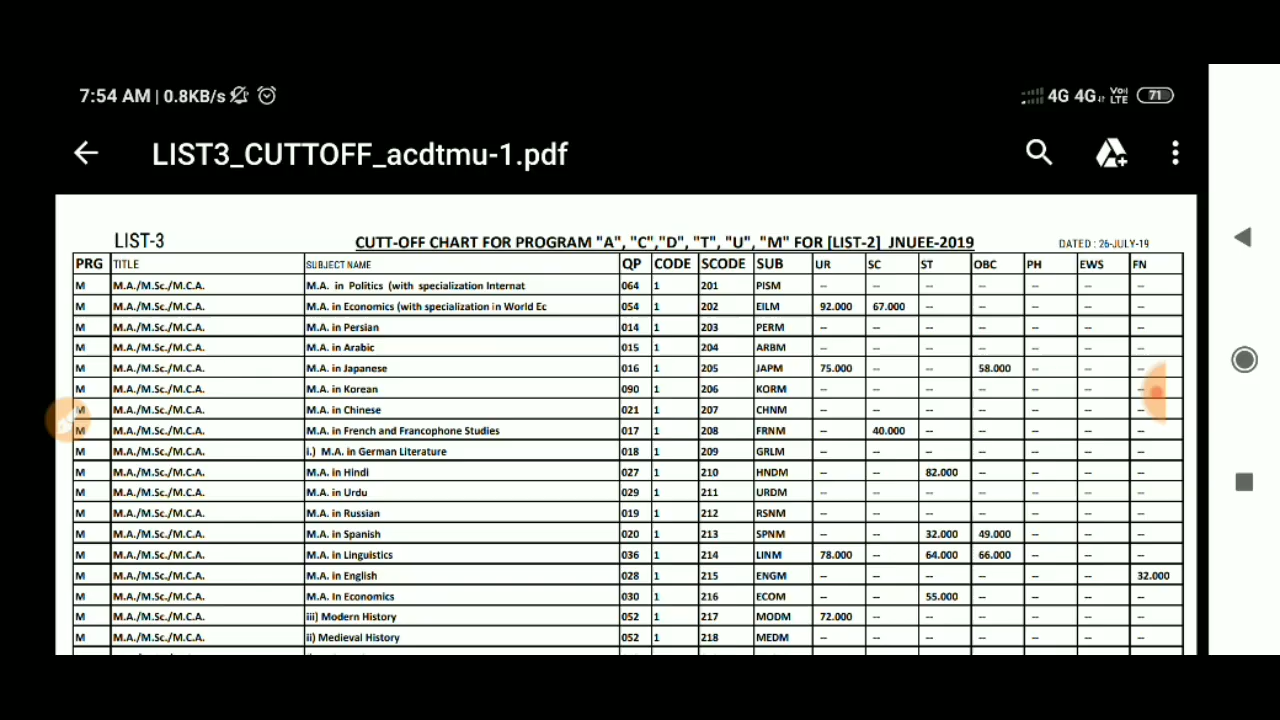 7:54 AM | 0.8KB/s 4G 4G Vo) LTE 71
LIST3_CUTTOFF_acdtmu-1.pdf
LIST-3 CUTT-OFF CHART FOR PROGRAM "A", "C","D", "T", "U", "M" FOR [LIST-2] JNUEE-2019 DATED : 26-JULY-19
PRG TITLE SUBJECT NAME QP CODE SCODE SUB UR SC ST OBC PH EWS FN
M M.A./M.Sc./M.C.A. M.A. in Politics (with specialization Internat 064 1 201 PISM -- -- -- -- -- -- --
M M.A./M.Sc./M.C.A. M.A. in Economics (with specialization in World Ec 054 1 202 EILM 92.000 67.000 -- -- -- -- --
M M.A./M.Sc./M.C.A. M.A. in Persian 014 1 203 PERM -- -- -- -- -- -- --
M M.A./M.Sc./M.C.A. M.A. in Arabic 015 1 204 ARBM -- -- -- -- -- -- --
M M.A./M.Sc./M.C.A. M.A. in Japanese 016 1 205 JAPM 75.000 -- -- 58.000 -- -- --
M M.A./M.Sc./M.C.A. M.A. in Korean 090 1 206 KORM -- -- -- -- -- -- --
M M.A./M.Sc./M.C.A. M.A. in Chinese 021 1 207 CHNM -- -- -- -- -- -- --
M M.A./M.Sc./M.C.A. M.A. in French and Francophone Studies 017 1 208 FRNM -- 40.000 -- -- -- -- --
M M.A./M.Sc./M.C.A. i.) M.A. in German Literature 018 1 209 GRLM -- -- -- -- -- -- --
M M.A./M.Sc./M.C.A. M.A. in Hindi 027 1 210 HNDM -- -- 82.000 -- -- -- --
M M.A./M.Sc./M.C.A. M.A. in Urdu 029 1 211 URDM -- -- -- -- -- -- --
M M.A./M.Sc./M.C.A. M.A. in Russian 019 1 212 RSNM -- -- -- -- -- -- --
M M.A./M.Sc./M.C.A. M.A. in Spanish 020 1 213 SPNM -- -- 32.000 49.000 -- -- --
M M.A./M.Sc./M.C.A. M.A. in Linguistics 036 1 214 LINM 78.000 -- 64.000 66.000 -- -- --
M M.A./M.Sc./M.C.A. M.A. in English 028 1 215 ENGM -- -- -- -- -- -- 32.000
M M.A./M.Sc./M.C.A. M.A. In Economics 030 1 216 ECOM -- -- 55.000 -- -- -- --
M M.A./M.Sc./M.C.A. iii) Modern History 052 1 217 MODM 72.000 -- -- -- -- -- --
M M.A./M.Sc./M.C.A. ii) Medieval History 052 1 218 MEDM -- -- -- -- -- -- --